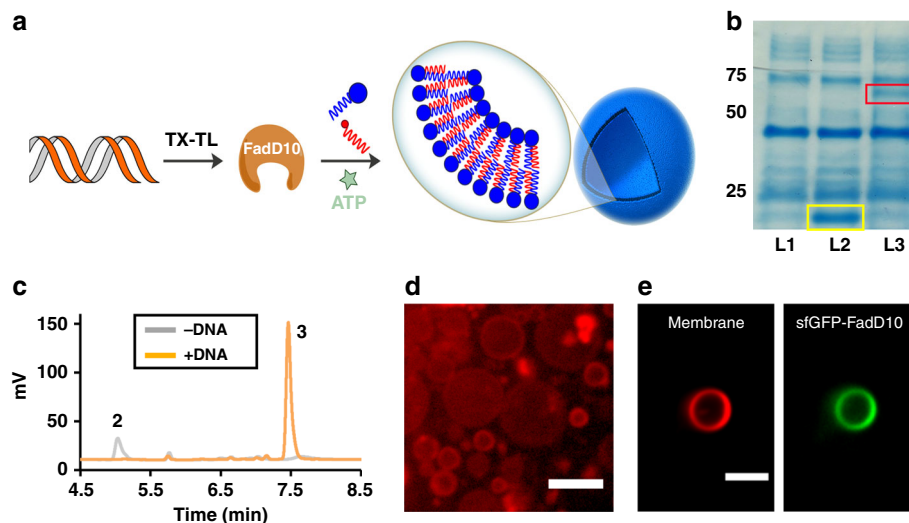 a
TX-TL
FadD10
ATP
b
75
50
25
L1 L2 L3
c
–DNA
+DNA
mV
150
100
50
0
2
3
4.5 5.5 6.5 7.5 8.5
Time (min)
d
e
Membrane
sfGFP-FadD10